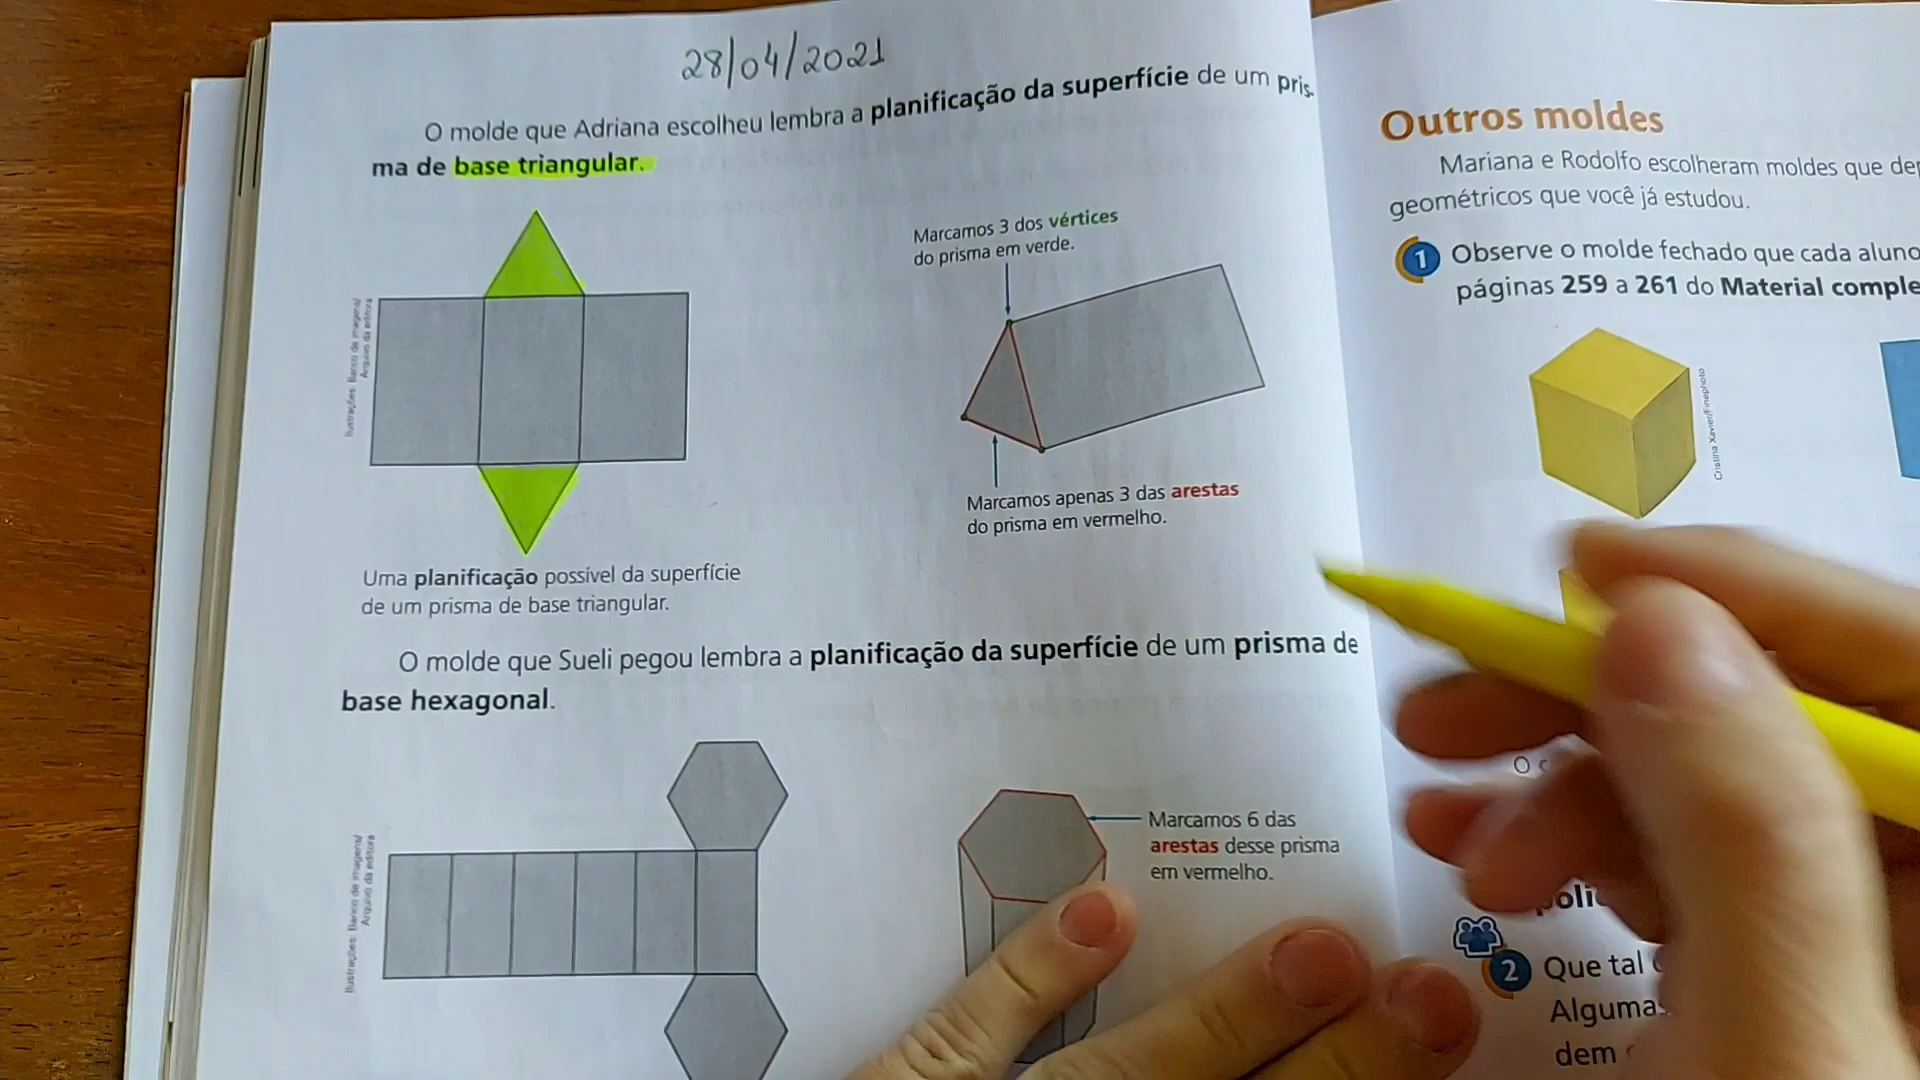 28/04/2021
O molde que Adriana escolheu lembra a planificação da superfície de um pris-
ma de base triangular.
Marcamos 3 dos vértices
do prisma em verde.
Ilustrações: Banco de imagens/
Arquivo da editora
Marcamos apenas 3 das arestas
do prisma em vermelho.
Uma planificação possível da superfície
de um prisma de base triangular.
O molde que Sueli pegou lembra a planificação da superfície de um prisma de
base hexagonal.
Ilustrações: Banco de imagens/
Arquivo da editora
Marcamos 6 das
arestas desse prisma
em vermelho.
Outros moldes
Mariana e Rodolfo escolheram moldes que
geométricos que você já estudou.
1 Observe o molde fechado que cada aluno
páginas 259 a 261 do Material comple
Cristina Xavier/Finephoto
O
2 Que tal
Algumas
dem